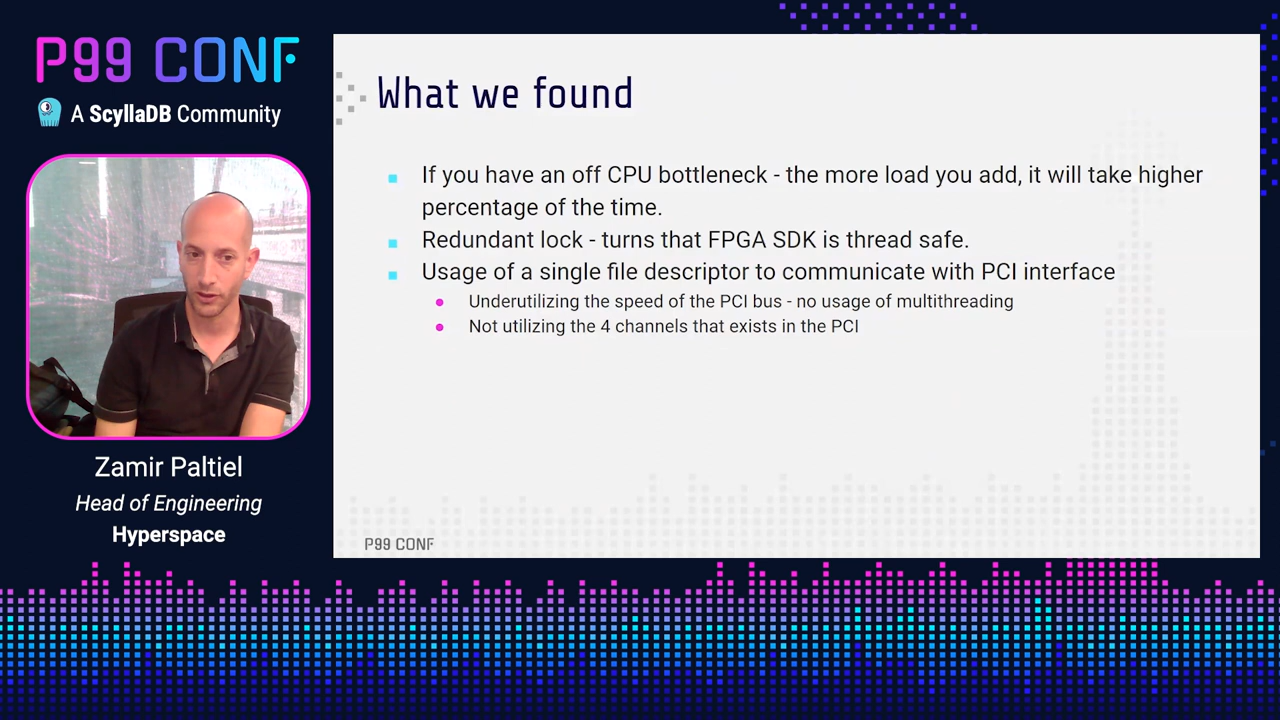 P99 CONF
A ScyllaDB Community
Zamir Paltiel
Head of Engineering
Hyperspace
What we found
If you have an off CPU bottleneck - the more load you add, it will take higher
percentage of the time.
Redundant lock - turns that FPGA SDK is thread safe.
Usage of a single file descriptor to communicate with PCI interface
Underutilizing the speed of the PCI bus - no usage of multithreading
Not utilizing the 4 channels that exists in the PCI
P99 CONF